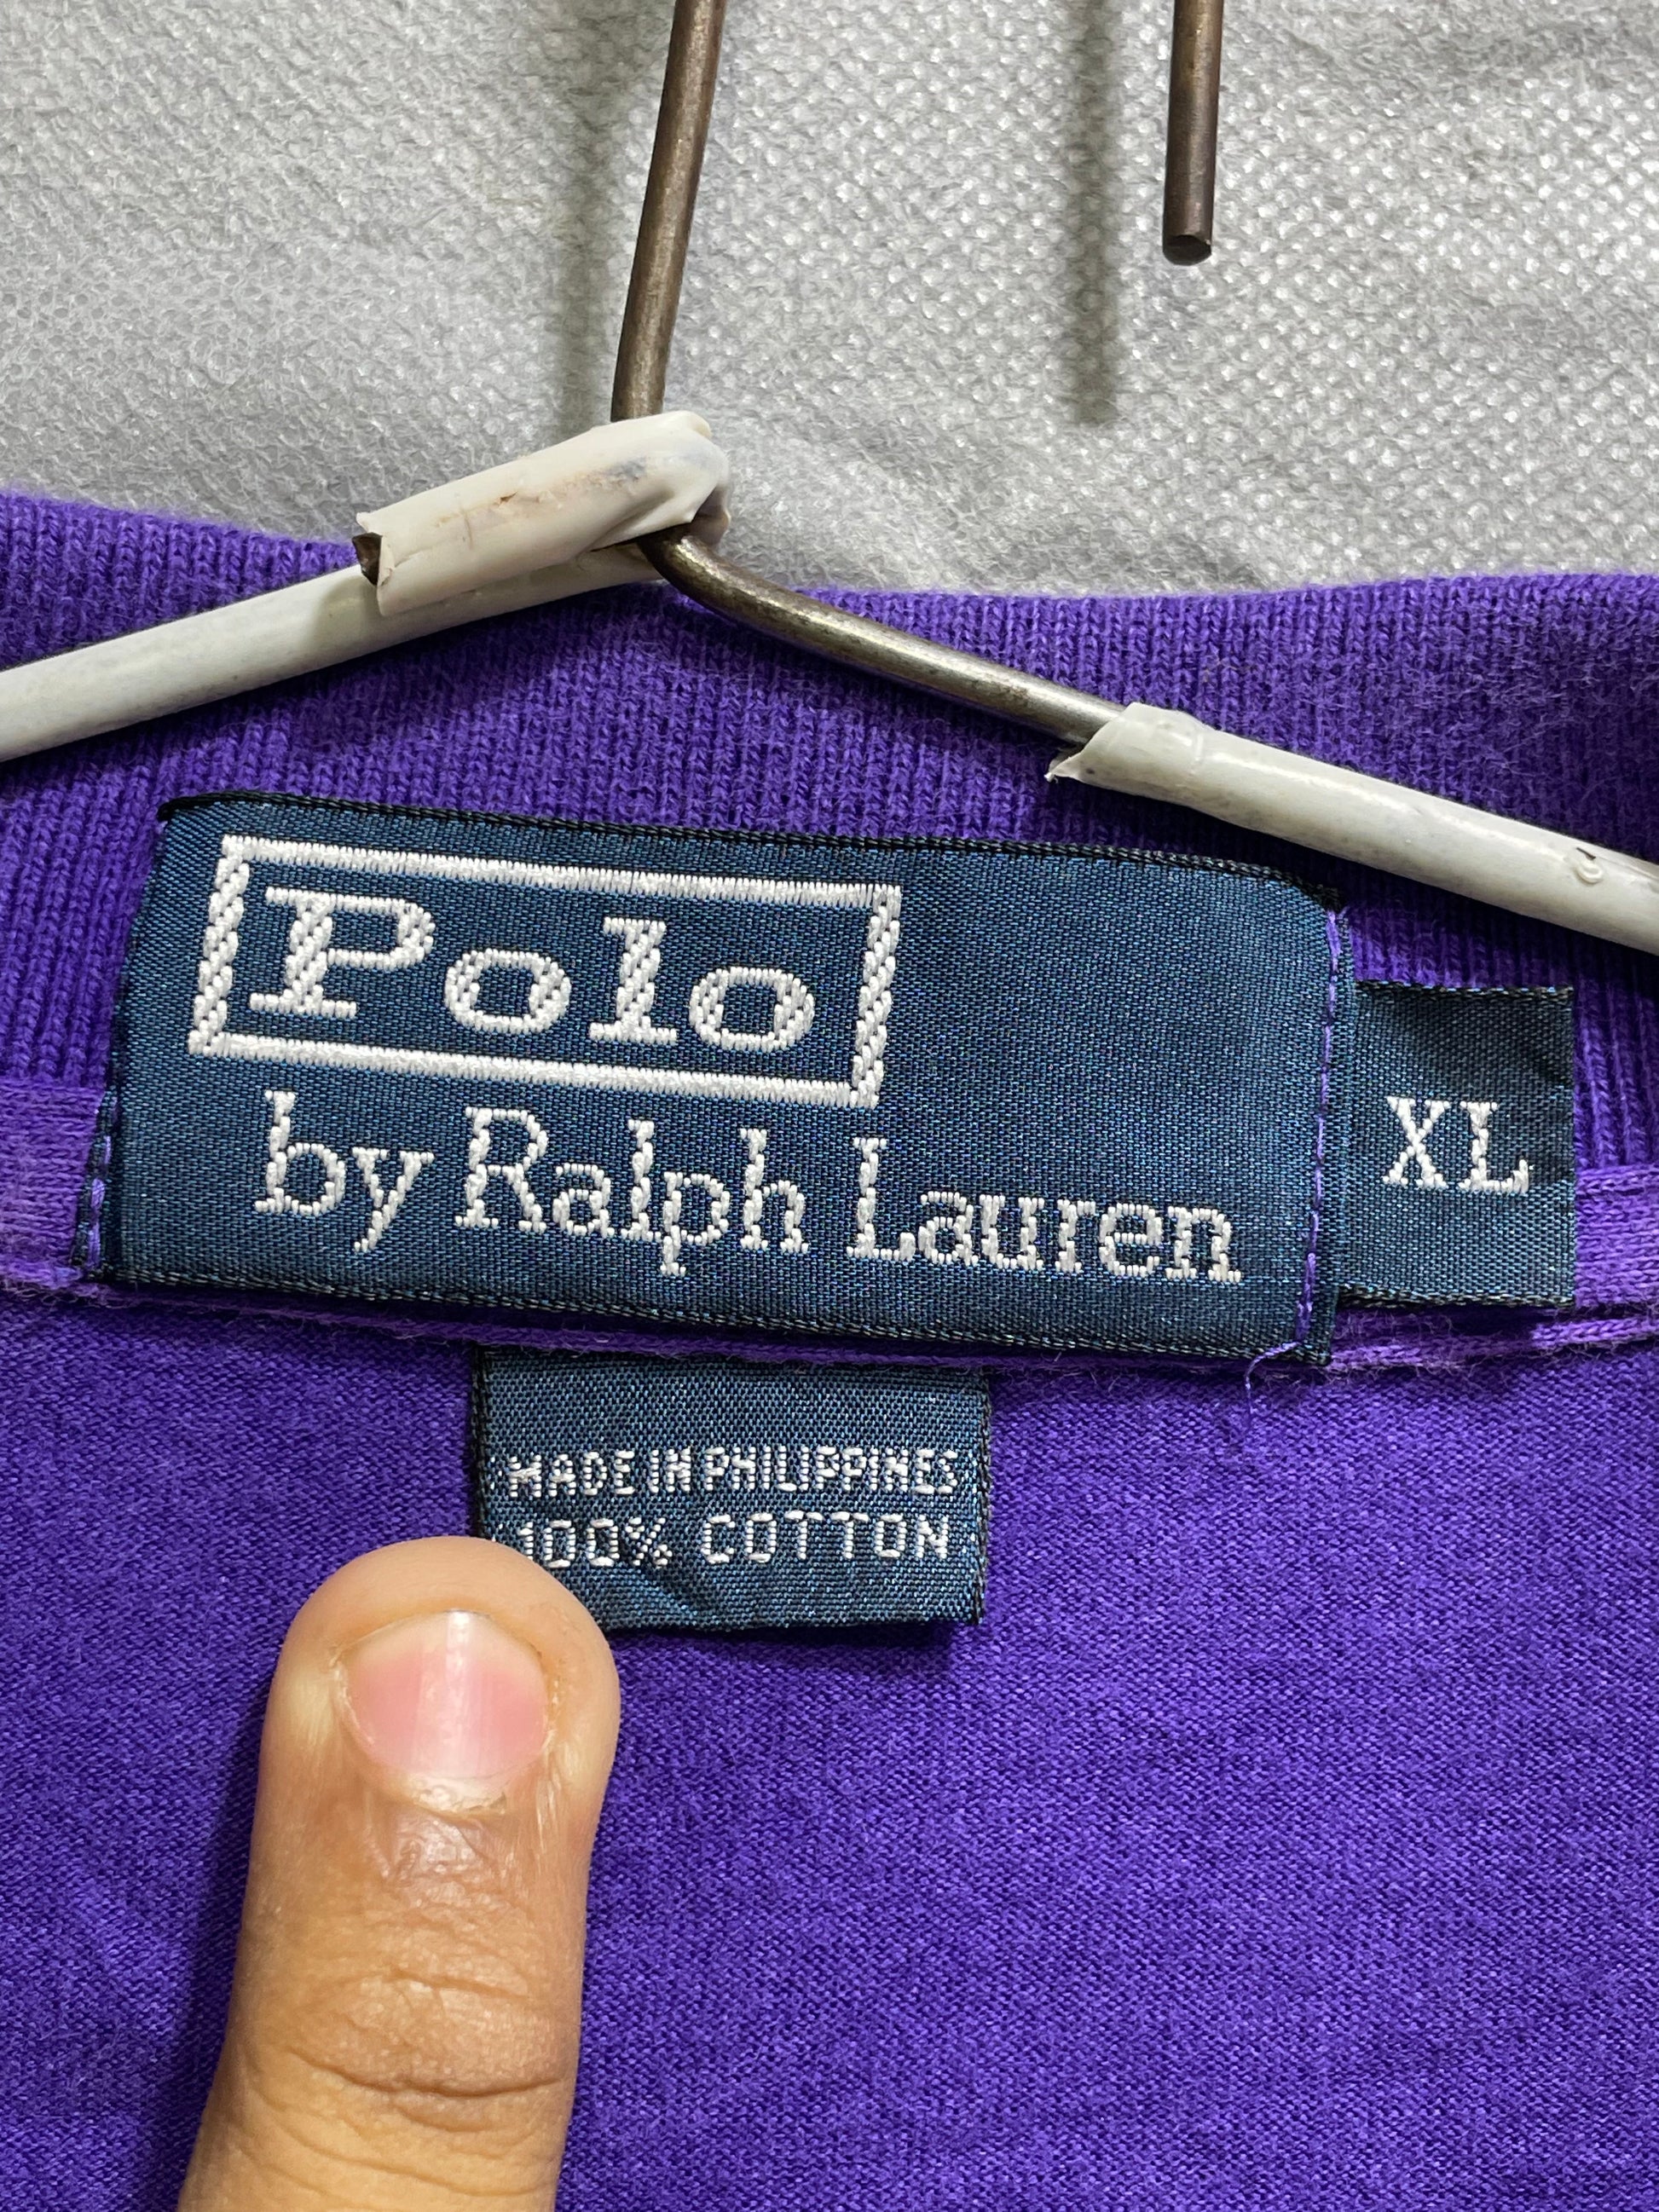 Polo
by Ralph Lauren
XL
MADE IN PHILIPPINES
100% COTTON